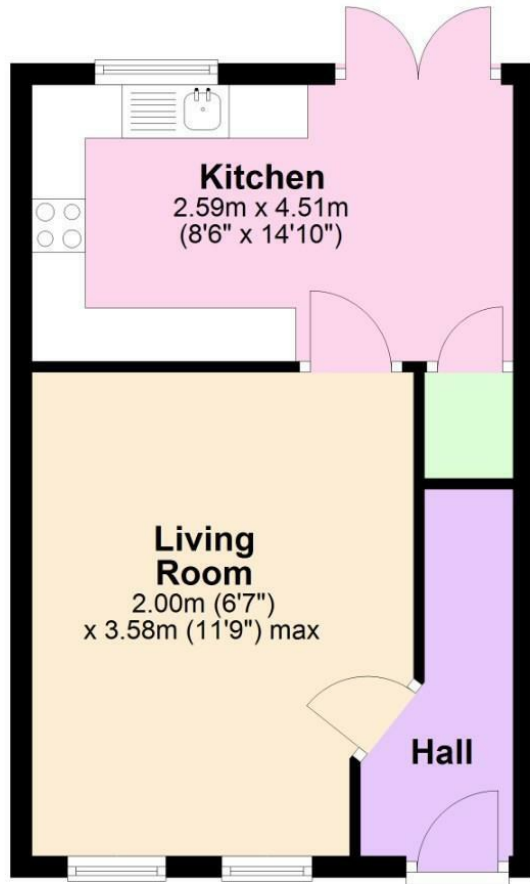 Kitchen
2.59m x 4.51m
(8'6" x 14'10")
Living
Room
2.00m (6'7")
x 3.58m (11'9") max
Hall